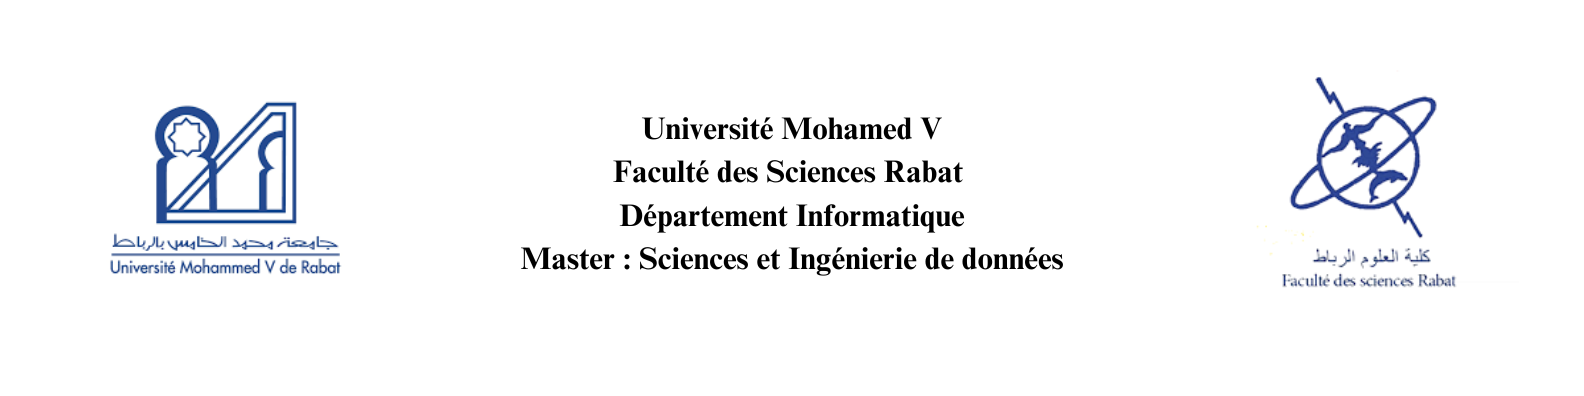 جامعة محمد الخامس بالرباط
Université Mohammed V de Rabat
Université Mohamed V
Faculté des Sciences Rabat
Département Informatique
Master : Sciences et Ingénierie de données
كلية العلوم الرباط
Faculté des sciences Rabat